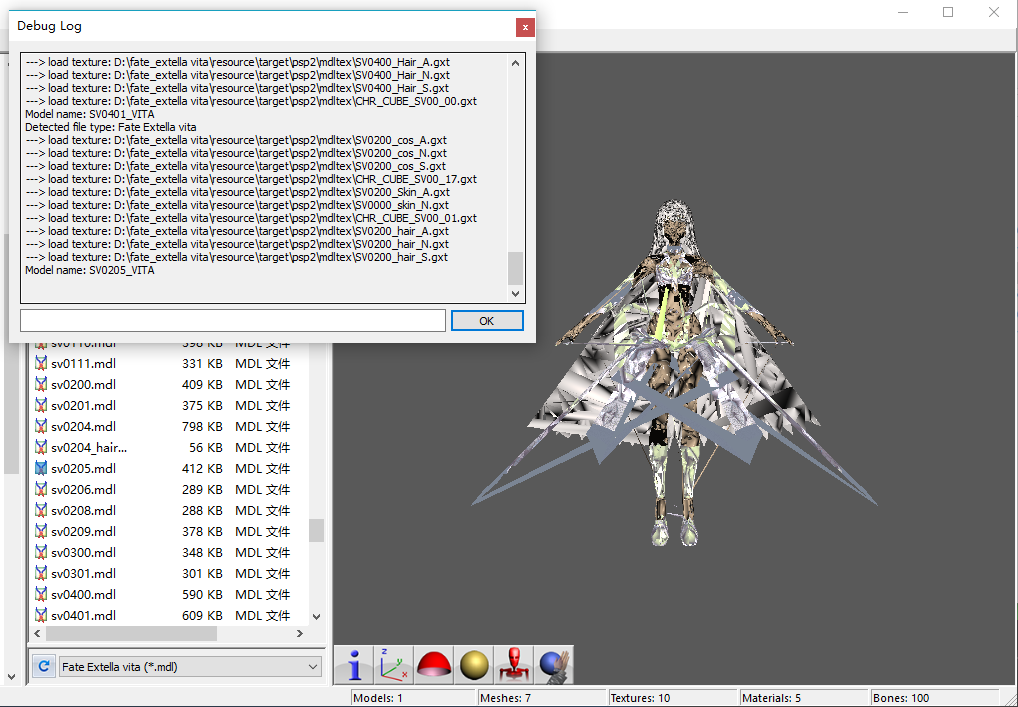 Debug Log
---> load texture: D:\fate_extella vita\resource\target\psp2\mdltex\SV0400_Hair_A.gxt
---> load texture: D:\fate_extella vita\resource\target\psp2\mdltex\SV0400_Hair_N.gxt
---> load texture: D:\fate_extella vita\resource\target\psp2\mdltex\SV0400_Hair_S.gxt
---> load texture: D:\fate_extella vita\resource\target\psp2\mdltex\CHR_CUBE_SV00_00.gxt
Model name: SV0401_VITA
Detected file type: Fate Extella vita
---> load texture: D:\fate_extella vita\resource\target\psp2\mdltex\SV0200_cos_A.gxt
---> load texture: D:\fate_extella vita\resource\target\psp2\mdltex\SV0200_cos_N.gxt
---> load texture: D:\fate_extella vita\resource\target\psp2\mdltex\SV0200_cos_S.gxt
---> load texture: D:\fate_extella vita\resource\target\psp2\mdltex\CHR_CUBE_SV00_17.gxt
---> load texture: D:\fate_extella vita\resource\target\psp2\mdltex\SV0200_Skin_A.gxt
---> load texture: D:\fate_extella vita\resource\target\psp2\mdltex\SV0000_skin_N.gxt
---> load texture: D:\fate_extella vita\resource\target\psp2\mdltex\CHR_CUBE_SV00_01.gxt
---> load texture: D:\fate_extella vita\resource\target\psp2\mdltex\SV0200_hair_A.gxt
---> load texture: D:\fate_extella vita\resource\target\psp2\mdltex\SV0200_hair_N.gxt
---> load texture: D:\fate_extella vita\resource\target\psp2\mdltex\SV0200_hair_S.gxt
Model name: SV0205_VITA
OK
sv0110.mdl 398 KB MDL 文件
sv0111.mdl 331 KB MDL 文件
sv0200.mdl 409 KB MDL 文件
sv0201.mdl 375 KB MDL 文件
sv0204.mdl 798 KB MDL 文件
sv0204_hair... 56 KB MDL 文件
sv0205.mdl 412 KB MDL 文件
sv0206.mdl 289 KB MDL 文件
sv0208.mdl 288 KB MDL 文件
sv0209.mdl 378 KB MDL 文件
sv0300.mdl 348 KB MDL 文件
sv0301.mdl 301 KB MDL 文件
sv0400.mdl 590 KB MDL 文件
sv0401.mdl 609 KB MDL 文件
Fate Extella vita (*.mdl)
z y x
Models: 1 Meshes: 7 Textures: 10 Materials: 5 Bones: 100